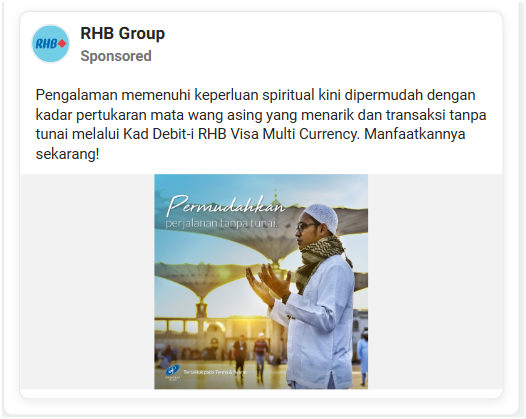 RHB
RHB Group
Sponsored
Pengalaman memenuhi keperluan spiritual kini dipermudah dengan
kadar pertukaran mata wang asing yang menarik dan transaksi tanpa
tunai melalui Kad Debit-i RHB Visa Multi Currency. Manfaatkannya
sekarang!
Permudahkan
perjalanan tanpa tunai.